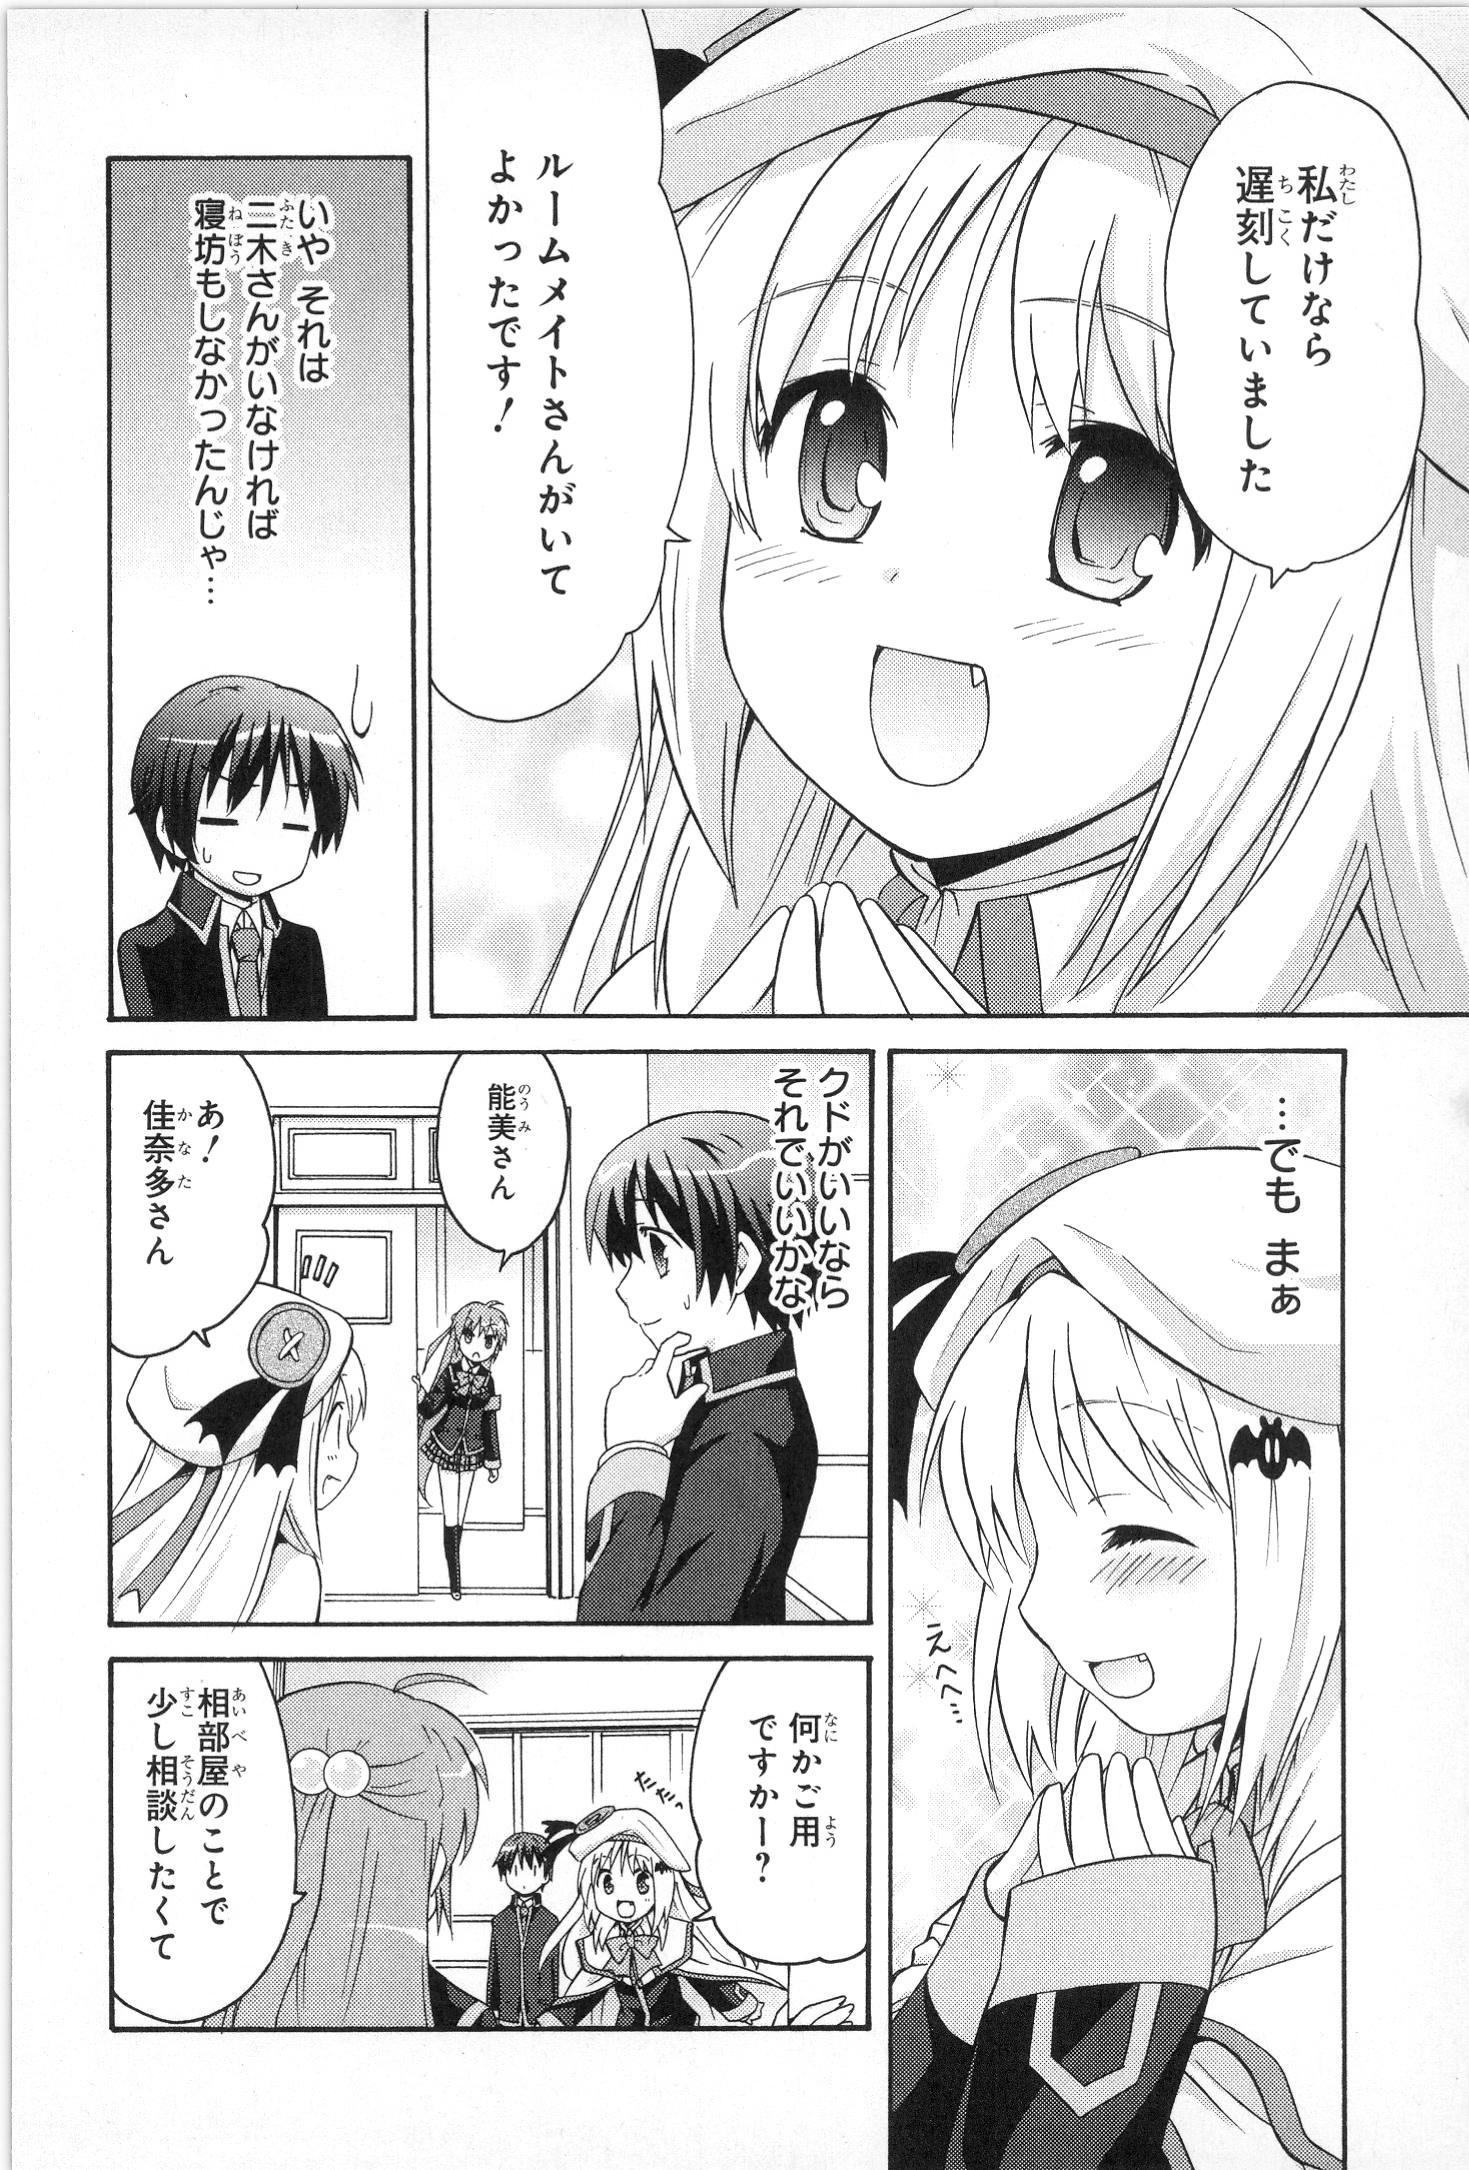 私だけなら
遅刻していました
ルームメイトさんがいて
よかったです！
いや それは
二木さんがいなければ
寝坊もしなかったんじゃ…
…でも まぁ
えへへ…
クドがいいなら
それでいいかな
能美さん
あ！
佳奈多さん
何かご用
ですかー？
たたっ
相部屋のことで
少し相談したくて